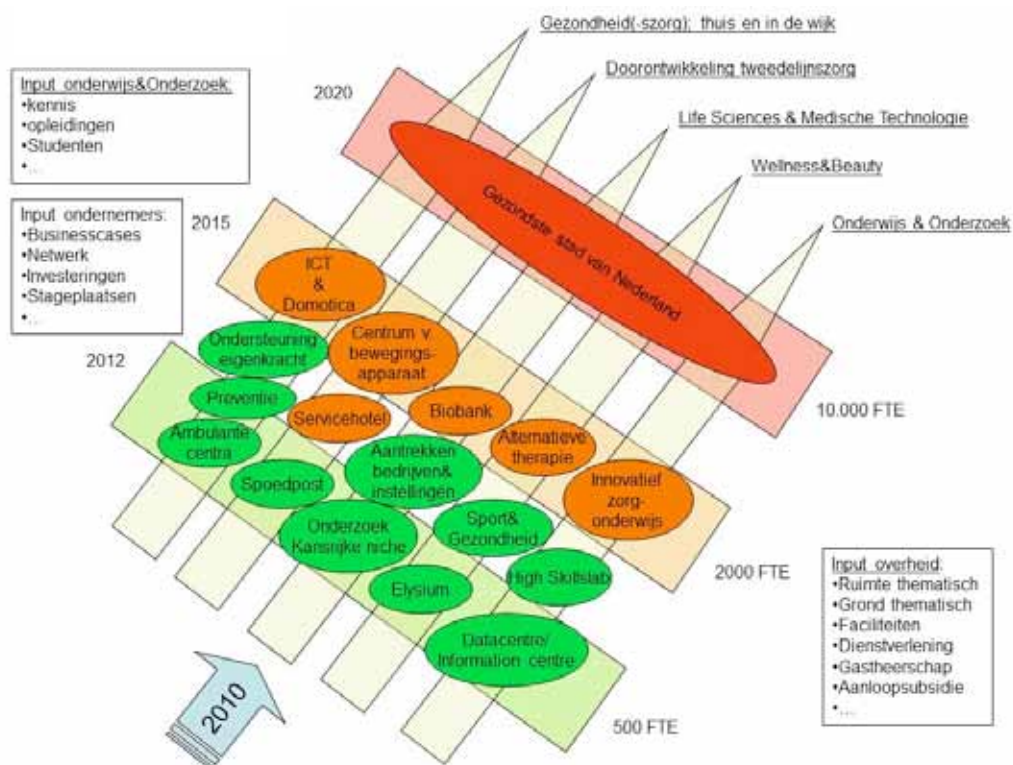 Gezondheid(-szorg); thuis en in de wijk
Doorontwikkeling tweedelijnszorg
Life Sciences & Medische Technologie
Wellness&Beauty
Onderwijs & Onderzoek
Input onderwijs&Onderzoek:
•kennis
•opleidingen
•Studenten
•...
Input ondernemers:
•Businesscases
•Netwerk
•Investeringen
•Stageplaatsen
•...
2020
Gezondste stad van Nederland
10.000 FTE
2015
ICT
&
Domotica
Centrum v.
bewegings-
apparaat
Servicehotel
Biobank
Alternatieve
therapie
Innovatief
zorg-
onderwijs
2000 FTE
2012
Ondersteuning
eigenkracht
Preventie
Ambulante
centra
Spoedpost
Aantrekken
bedrijven&
instellingen
Onderzoek
Kansrijke niche
Sport&
Gezondheid
Elysium
High Slotslab
Datacentre/
Information centre
500 FTE
2010
Input overheid:
•Ruimte thematisch
•Grond thematisch
•Faciliteiten
•Dienstverlening
•Gastheerschap
•Aanloopsubsidie
•...